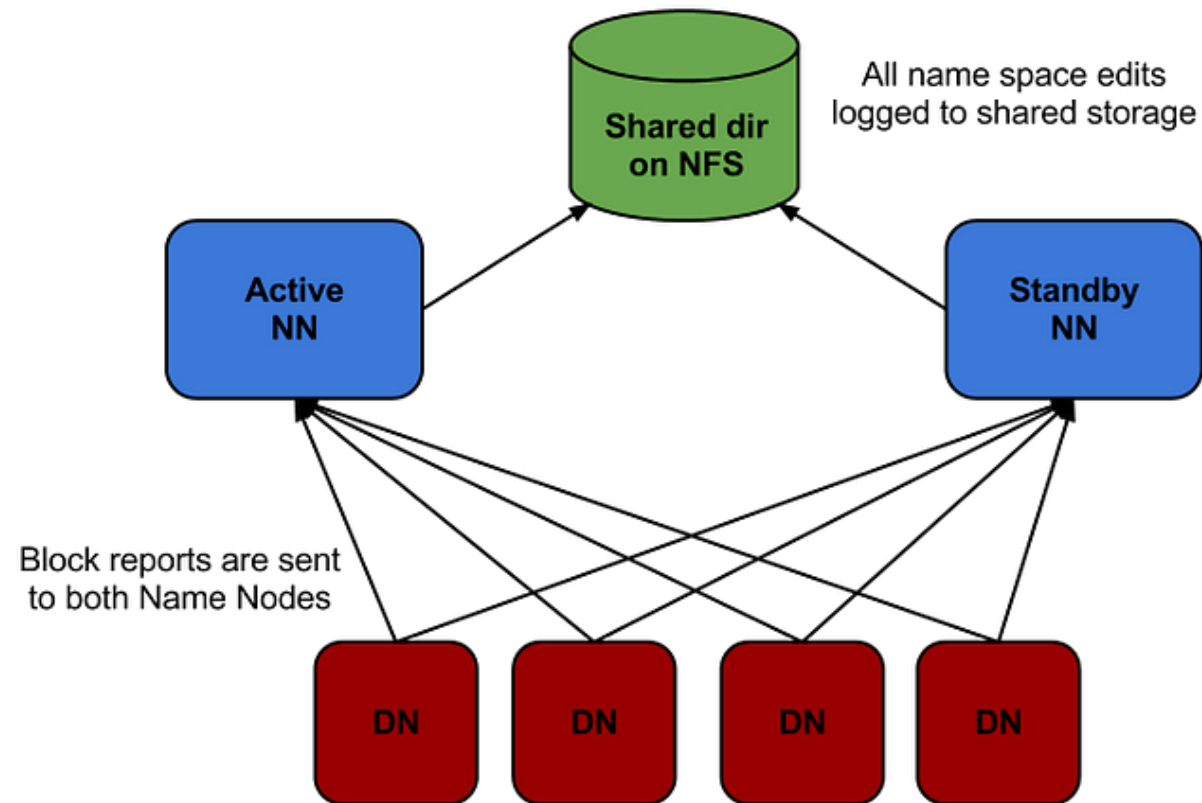 Shared dir
on NFS
All name space edits
logged to shared storage
Active
NN
Standby
NN
Block reports are sent
to both Name Nodes
DN
DN
DN
DN